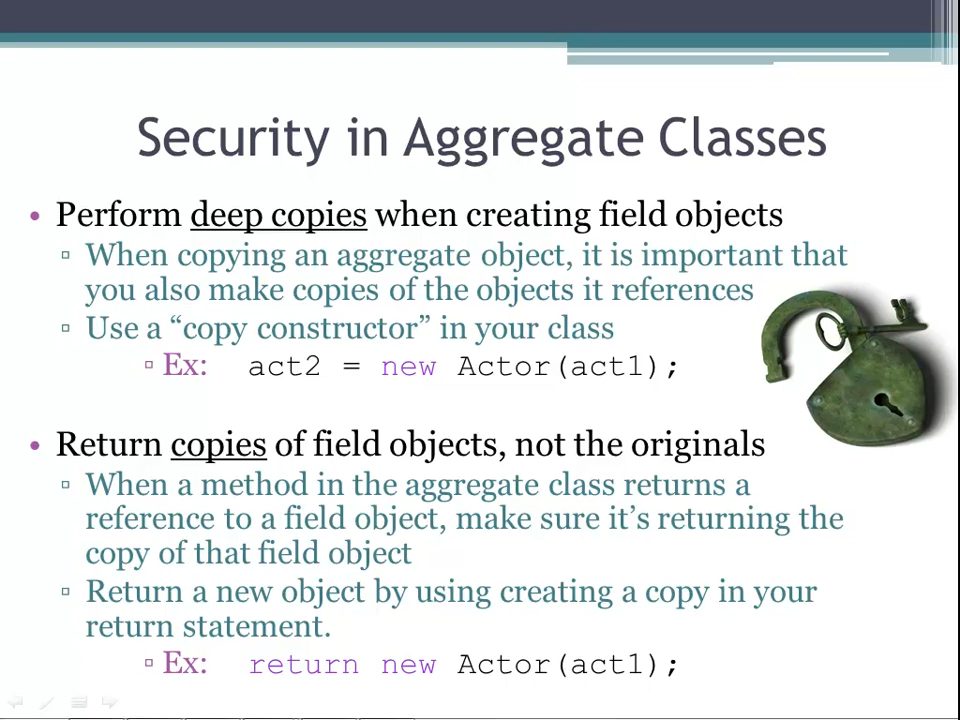 Security in Aggregate Classes
• Perform deep copies when creating field objects
▫ When copying an aggregate object, it is important that
you also make copies of the objects it references
▫ Use a “copy constructor” in your class
▫ Ex: act2 = new Actor(act1);
• Return copies of field objects, not the originals
▫ When a method in the aggregate class returns a
reference to a field object, make sure it’s returning the
copy of that field object
▫ Return a new object by using creating a copy in your
return statement.
▫ Ex: return new Actor(act1);